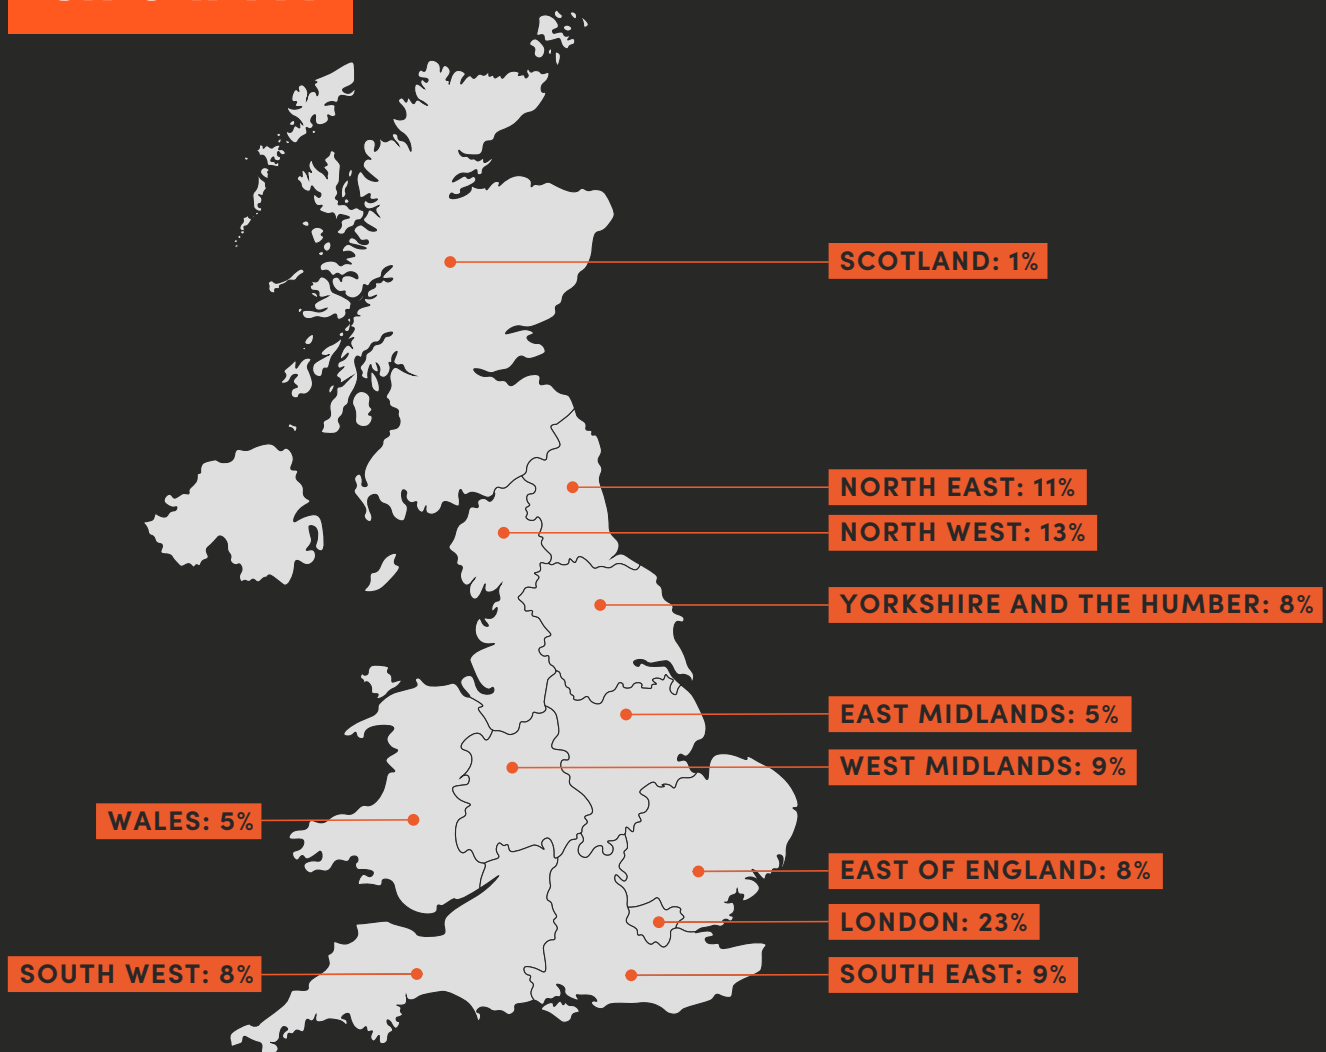 SCOTLAND: 1%
NORTH EAST: 11%
NORTH WEST: 13%
YORKSHIRE AND THE HUMBER: 8%
EAST MIDLANDS: 5%
WEST MIDLANDS: 9%
WALES: 5%
EAST OF ENGLAND: 8%
LONDON: 23%
SOUTH WEST: 8%
SOUTH EAST: 9%